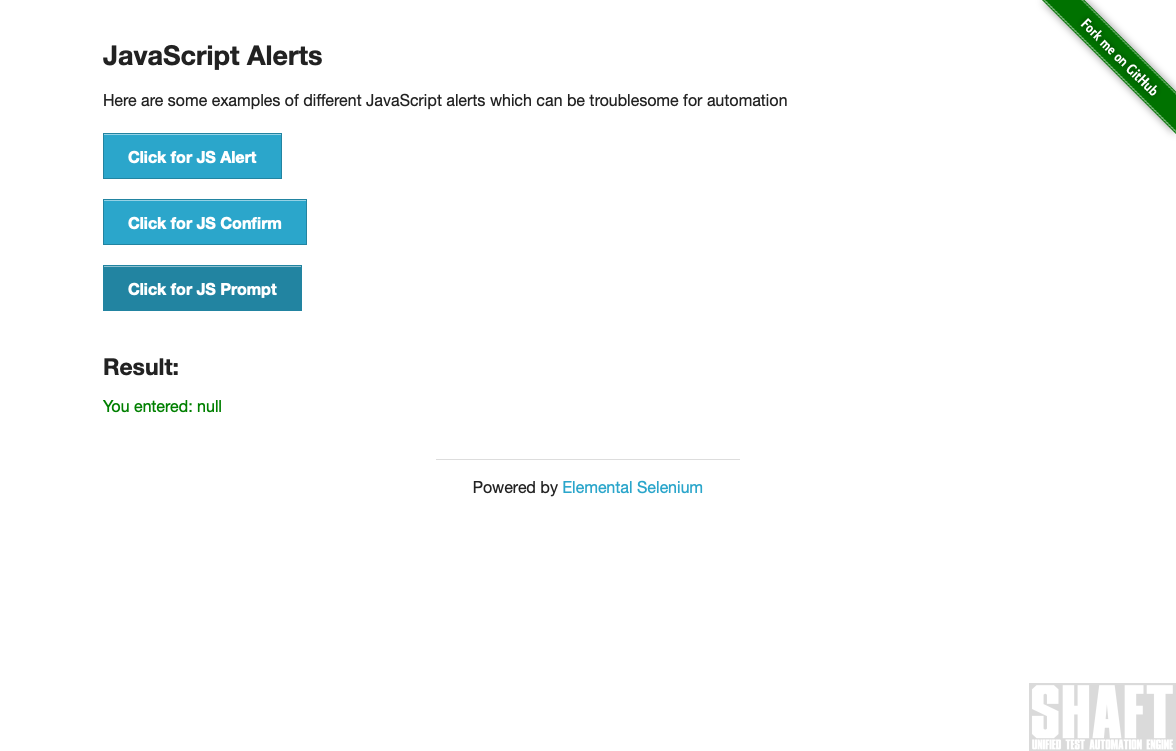 Fork me on GitHub
JavaScript Alerts
Here are some examples of different JavaScript alerts which can be troublesome for automation
Click for JS Alert
Click for JS Confirm
Click for JS Prompt
Result:
You entered: null
Powered by Elemental Selenium
SHAFT
UNIFIED TEST AUTOMATION ENGINE